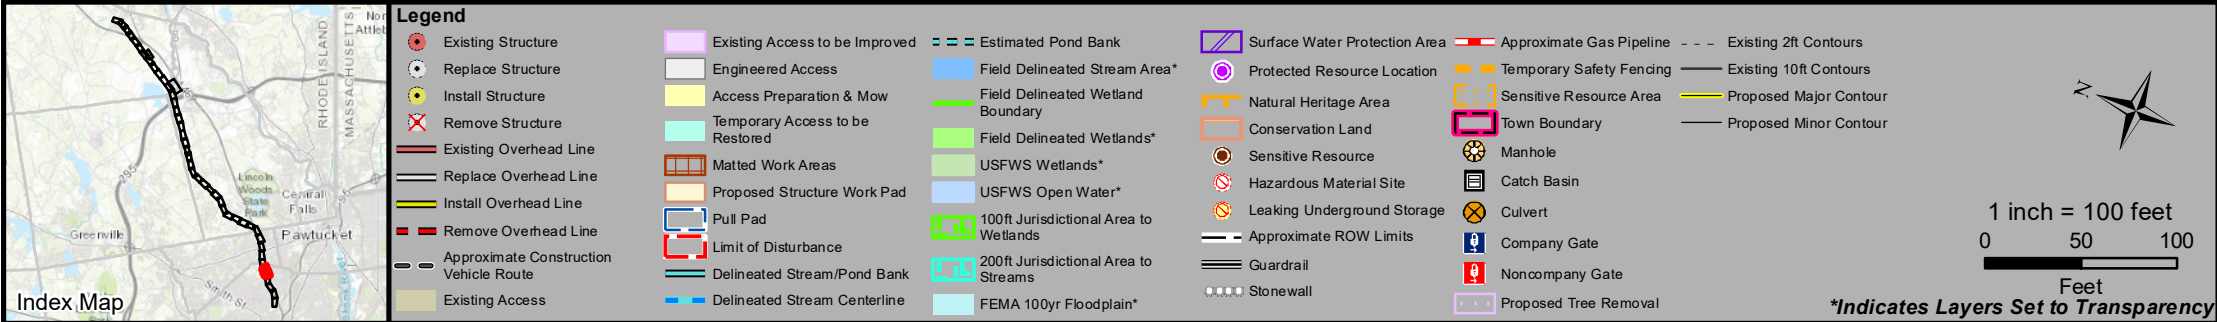 Nor
Attleb
RHODE ISLAND
MASSACHUSETTS
295
Lincoln
Woods
State
Park
Central
Falls
95
Greenville
Pawtucket
Smith St
Index Map
Legend
Existing Structure
Replace Structure
Install Structure
Remove Structure
Existing Overhead Line
Replace Overhead Line
Install Overhead Line
Remove Overhead Line
Approximate Construction
Vehicle Route
Existing Access
Existing Access to be Improved
Engineered Access
Access Preparation & Mow
Temporary Access to be
Restored
Matted Work Areas
Proposed Structure Work Pad
Pull Pad
Limit of Disturbance
Delineated Stream/Pond Bank
Delineated Stream Centerline
Estimated Pond Bank
Field Delineated Stream Area*
Field Delineated Wetland
Boundary
Field Delineated Wetlands*
USFWS Wetlands*
USFWS Open Water*
100ft Jurisdictional Area to
Wetlands
200ft Jurisdictional Area to
Streams
FEMA 100yr Floodplain*
Surface Water Protection Area
Protected Resource Location
Natural Heritage Area
Conservation Land
Sensitive Resource
Hazardous Material Site
Leaking Underground Storage
Approximate ROW Limits
Guardrail
Stonewall
Approximate Gas Pipeline
Temporary Safety Fencing
Sensitive Resource Area
Town Boundary
Manhole
Catch Basin
Culvert
Company Gate
Noncompany Gate
Proposed Tree Removal
Existing 2ft Contours
Existing 10ft Contours
Proposed Major Contour
Proposed Minor Contour
N
1 inch = 100 feet
0 50 100
Feet
*Indicates Layers Set to Transparency